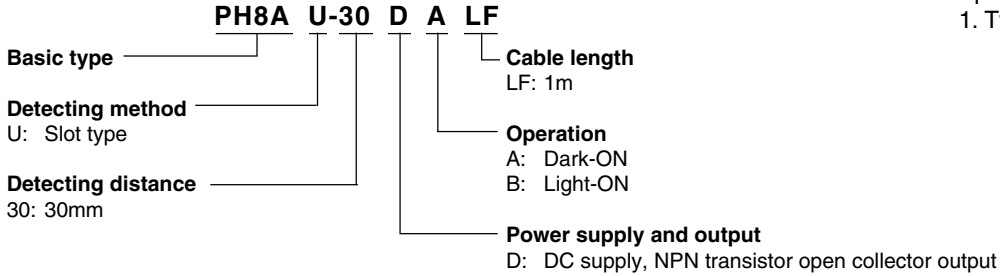 PH8A U-30 D A LF
1. T
Basic type
Detecting method
U: Slot type
Detecting distance
30: 30mm
Cable length
LF: 1m
Operation
A: Dark-ON
B: Light-ON
Power supply and output
D: DC supply, NPN transistor open collector output